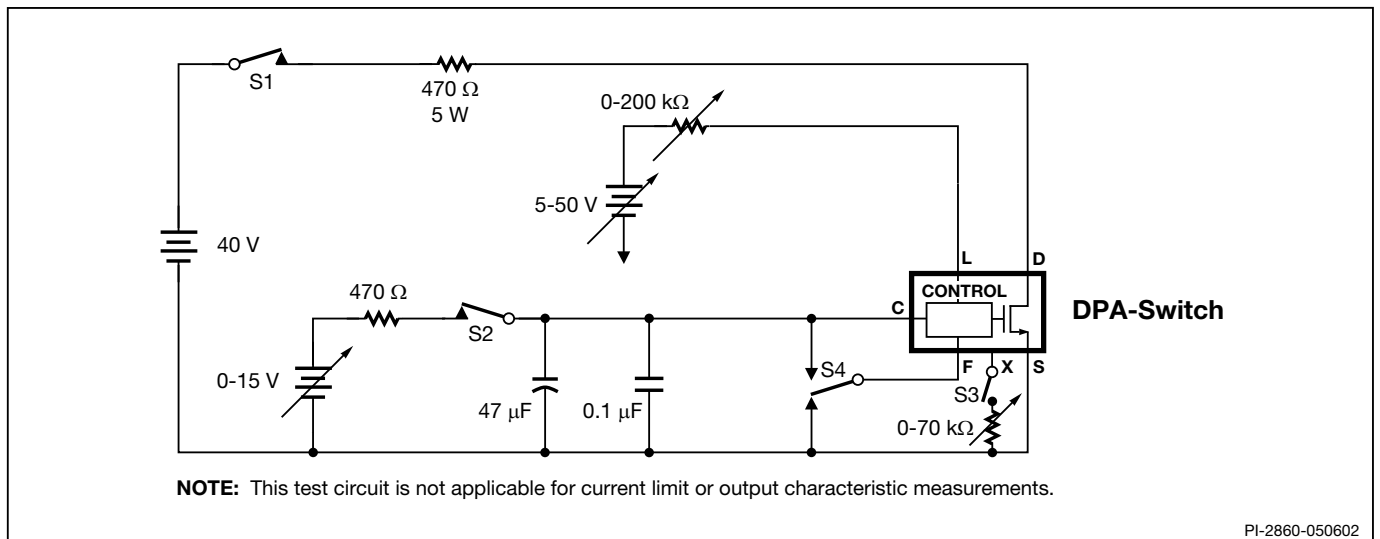 S1
470 Ω
5 W
0-200 kΩ
5-50 V
40 V
L
D
CONTROL
C
DPA-Switch
470 Ω
S2
F
X
S
S4
S3
0-15 V
47 µF
0.1 µF
0-70 kΩ
NOTE: This test circuit is not applicable for current limit or output characteristic measurements.
PI-2860-050602